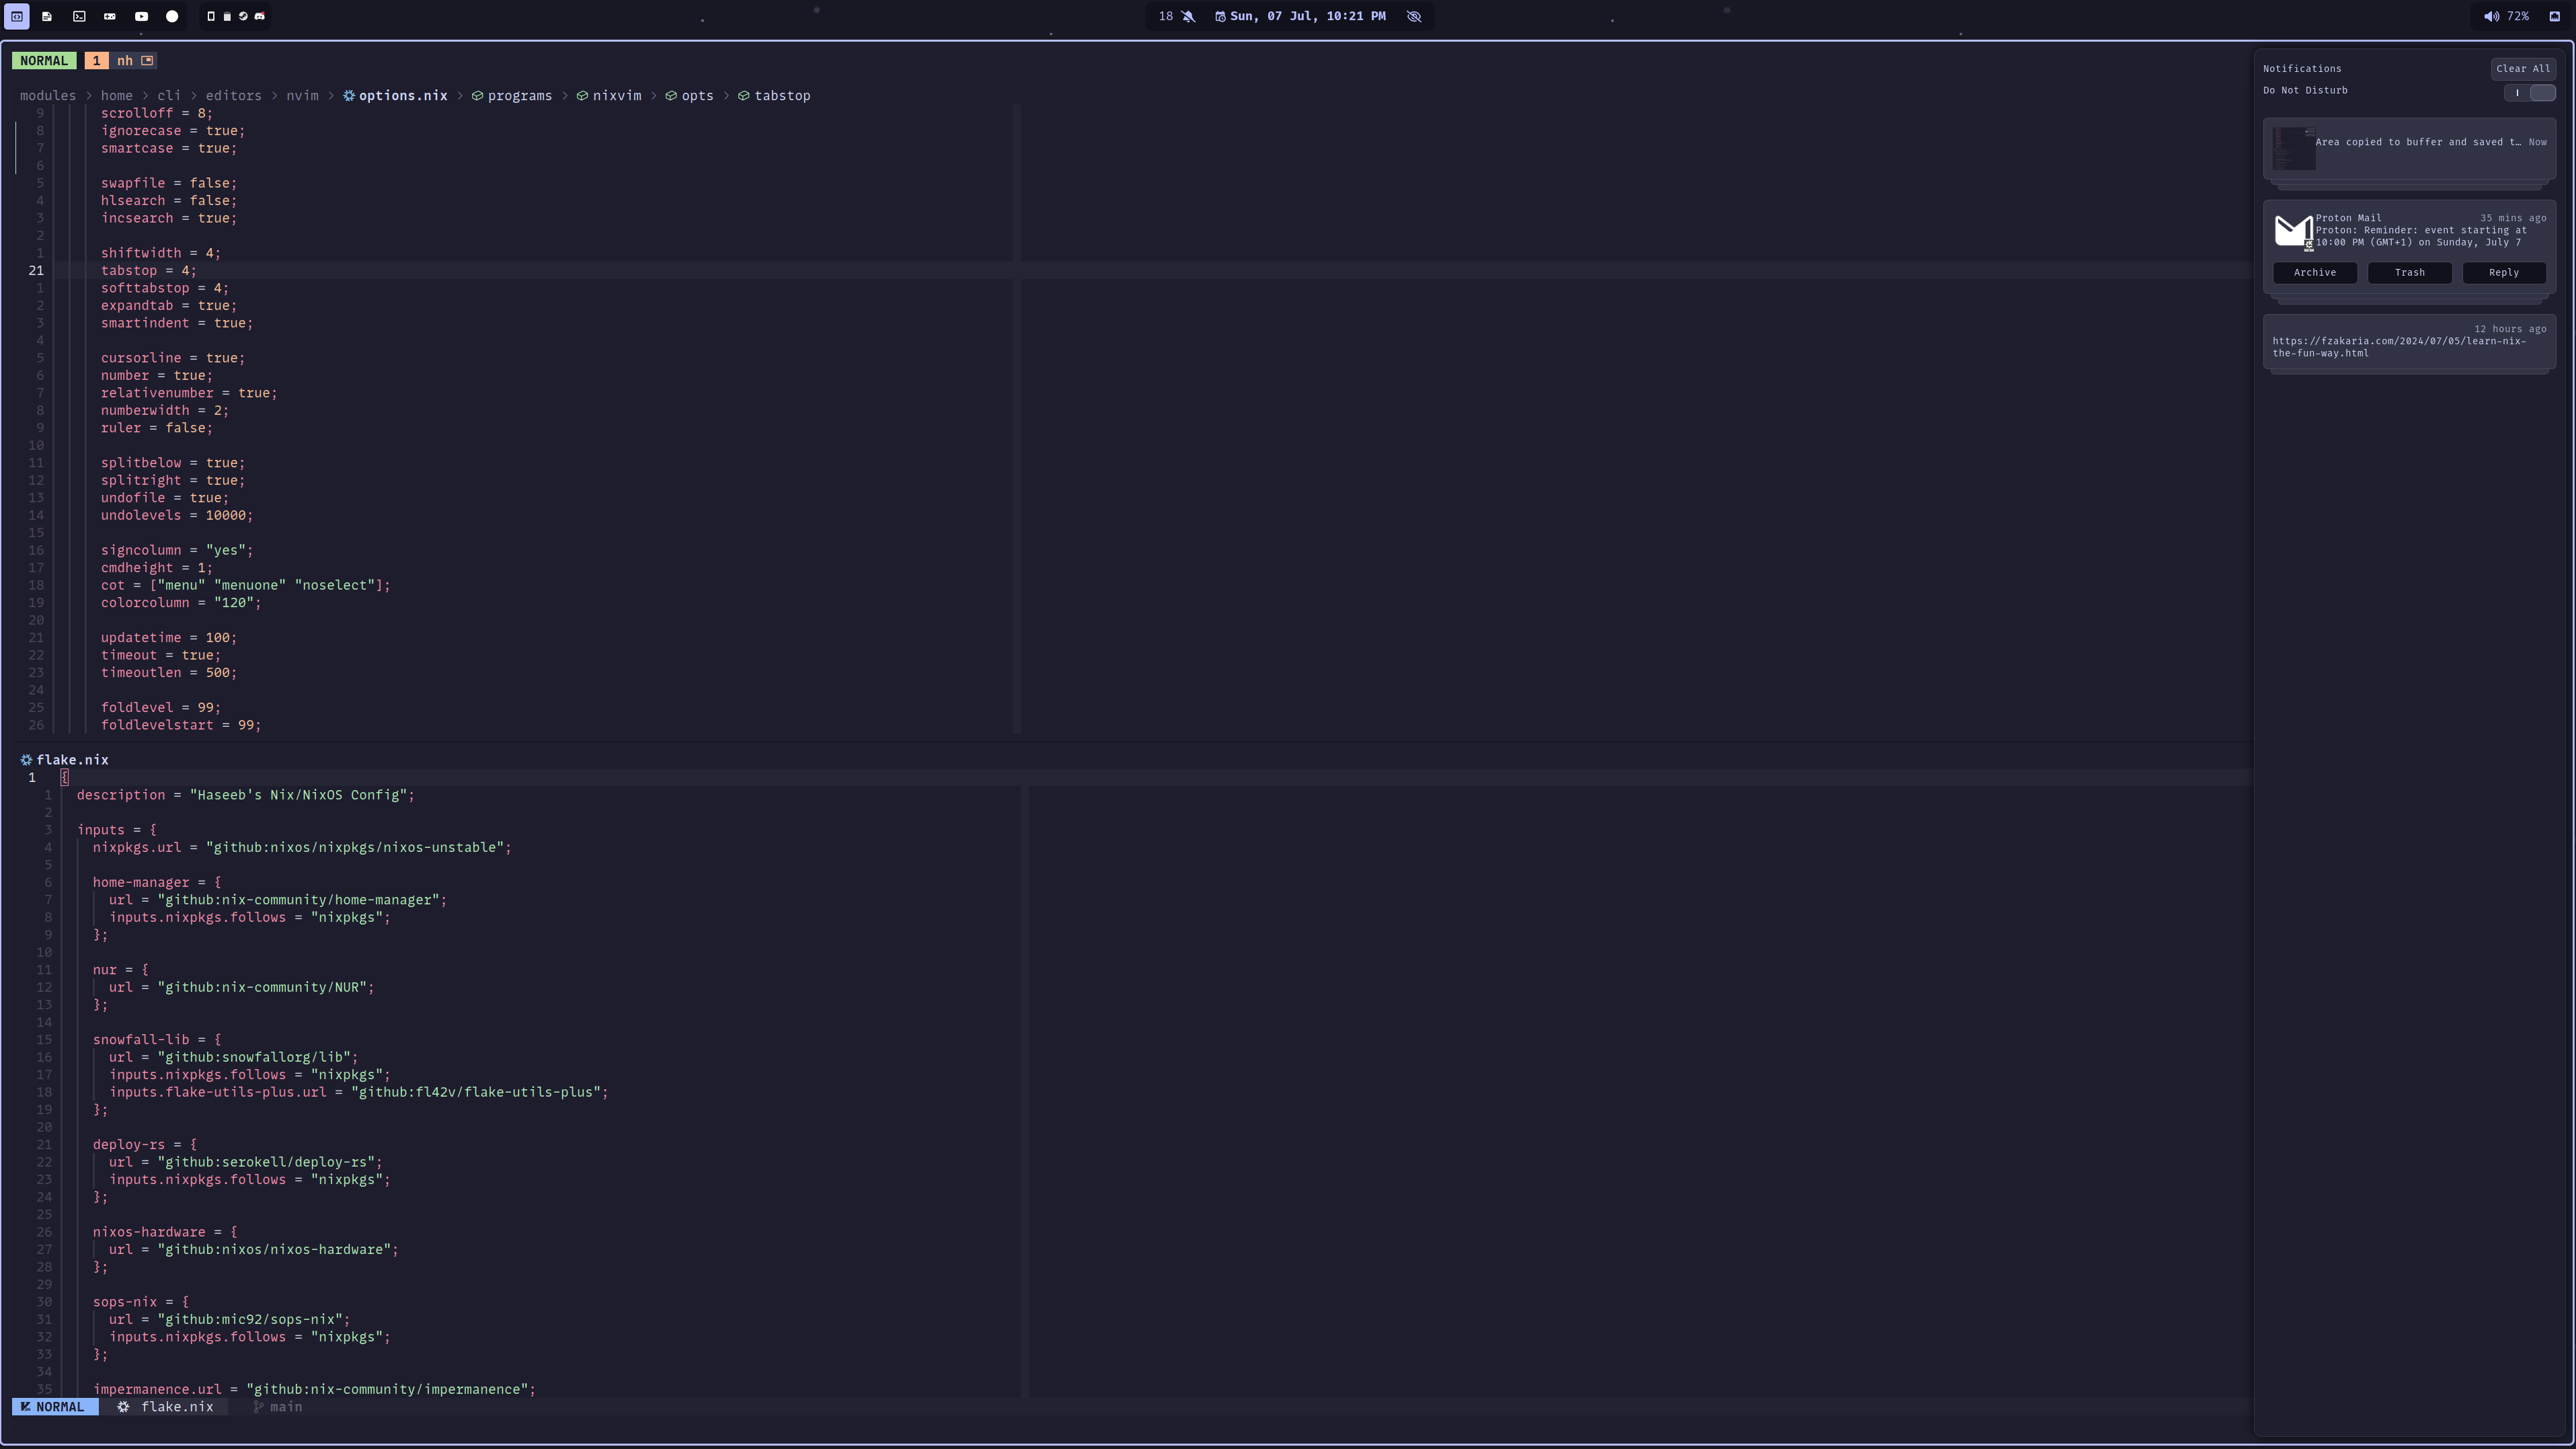 18 Sun, 07 Jul, 10:21 PM 72%
NORMAL 1 nh
modules > home > cli > editors > nvim > options.nix > programs > nixvim > opts > tabstop
9 scrolloff = 8;
8 ignorecase = true;
7 smartcase = true;
6
5 swapfile = false;
4 hlsearch = false;
3 incsearch = true;
2
1 shiftwidth = 4;
21 tabstop = 4;
1 softtabstop = 4;
2 expandtab = true;
3 smartindent = true;
4
5 cursorline = true;
6 number = true;
7 relativenumber = true;
8 numberwidth = 2;
9 ruler = false;
10
11 splitbelow = true;
12 splitright = true;
13 undofile = true;
14 undolevels = 10000;
15
16 signcolumn = "yes";
17 cmdheight = 1;
18 cot = ["menu" "menuone" "noselect"];
19 colorcolumn = "120";
20
21 updatetime = 100;
22 timeout = true;
23 timeoutlen = 500;
24
25 foldlevel = 99;
26 foldlevelstart = 99;
flake.nix
1 {
1 description = "Haseeb's Nix/NixOS Config";
2
3 inputs = {
4 nixpkgs.url = "github:nixos/nixpkgs/nixos-unstable";
5
6 home-manager = {
7 url = "github:nix-community/home-manager";
8 inputs.nixpkgs.follows = "nixpkgs";
9 };
10
11 nur = {
12 url = "github:nix-community/NUR";
13 };
14
15 snowfall-lib = {
16 url = "github:snowfallorg/lib";
17 inputs.nixpkgs.follows = "nixpkgs";
18 inputs.flake-utils-plus.url = "github:fl42v/flake-utils-plus";
19 };
20
21 deploy-rs = {
22 url = "github:serokell/deploy-rs";
23 inputs.nixpkgs.follows = "nixpkgs";
24 };
25
26 nixos-hardware = {
27 url = "github:nixos/nixos-hardware";
28 };
29
30 sops-nix = {
31 url = "github:mic92/sops-nix";
32 inputs.nixpkgs.follows = "nixpkgs";
33 };
34
35 impermanence.url = "github:nix-community/impermanence";
NORMAL flake.nix main
Notifications Clear All
Do Not Disturb
Area copied to buffer and saved t… Now
Proton Mail 35 mins ago
Proton: Reminder: event starting at
10:00 PM (GMT+1) on Sunday, July 7
Archive Trash Reply
12 hours ago
https://fzakaria.com/2024/07/05/learn-nix-
the-fun-way.html